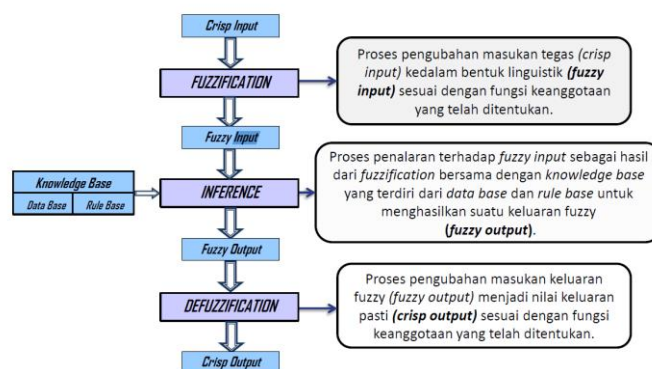 Crisp Input
FUZZIFICATION
Proses pengubahan masukan tegas (crisp
input) kedalam bentuk linguistik (fuzzy
input) sesuai dengan fungsi keanggotaan
yang telah ditentukan.
Fuzzy Input
Knowledge Base
Data Base Rule Base
INFERENCE
Proses penalaran terhadap fuzzy input sebagai hasil
dari fuzzification bersama dengan knowledge base
yang terdiri dari data base dan rule base untuk
menghasilkan suatu keluaran fuzzy
(fuzzy output).
Fuzzy Output
DEFUZZIFICATION
Proses pengubahan masukan keluaran
fuzzy (fuzzy output) menjadi nilai keluaran
pasti (crisp output) sesuai dengan fungsi
keanggotaan yang telah ditentukan.
Crisp Output